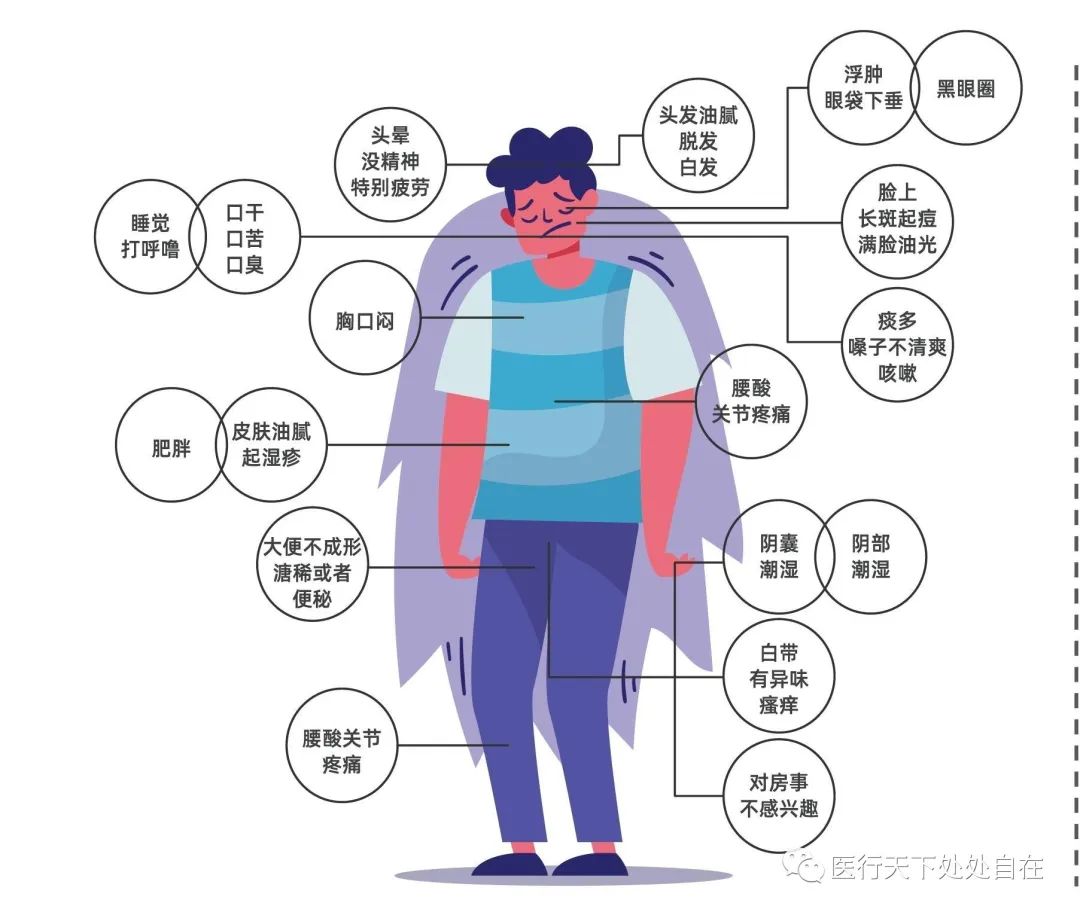 浮肿
眼袋下垂
黑眼圈
头发油腻
脱发
白发
头晕
没精神
特别疲劳
睡觉
打呼噜
口干
口苦
口臭
脸上
长斑起痘
满脸油光
胸口闷
痰多
嗓子不清爽
咳嗽
腰酸
关节疼痛
肥胖
皮肤油腻
起湿疹
大便不成形
溏稀或者
便秘
阴囊
潮湿
阴部
潮湿
白带
有异味
瘙痒
腰酸关节
疼痛
对房事
不感兴趣
医行天下处处自在